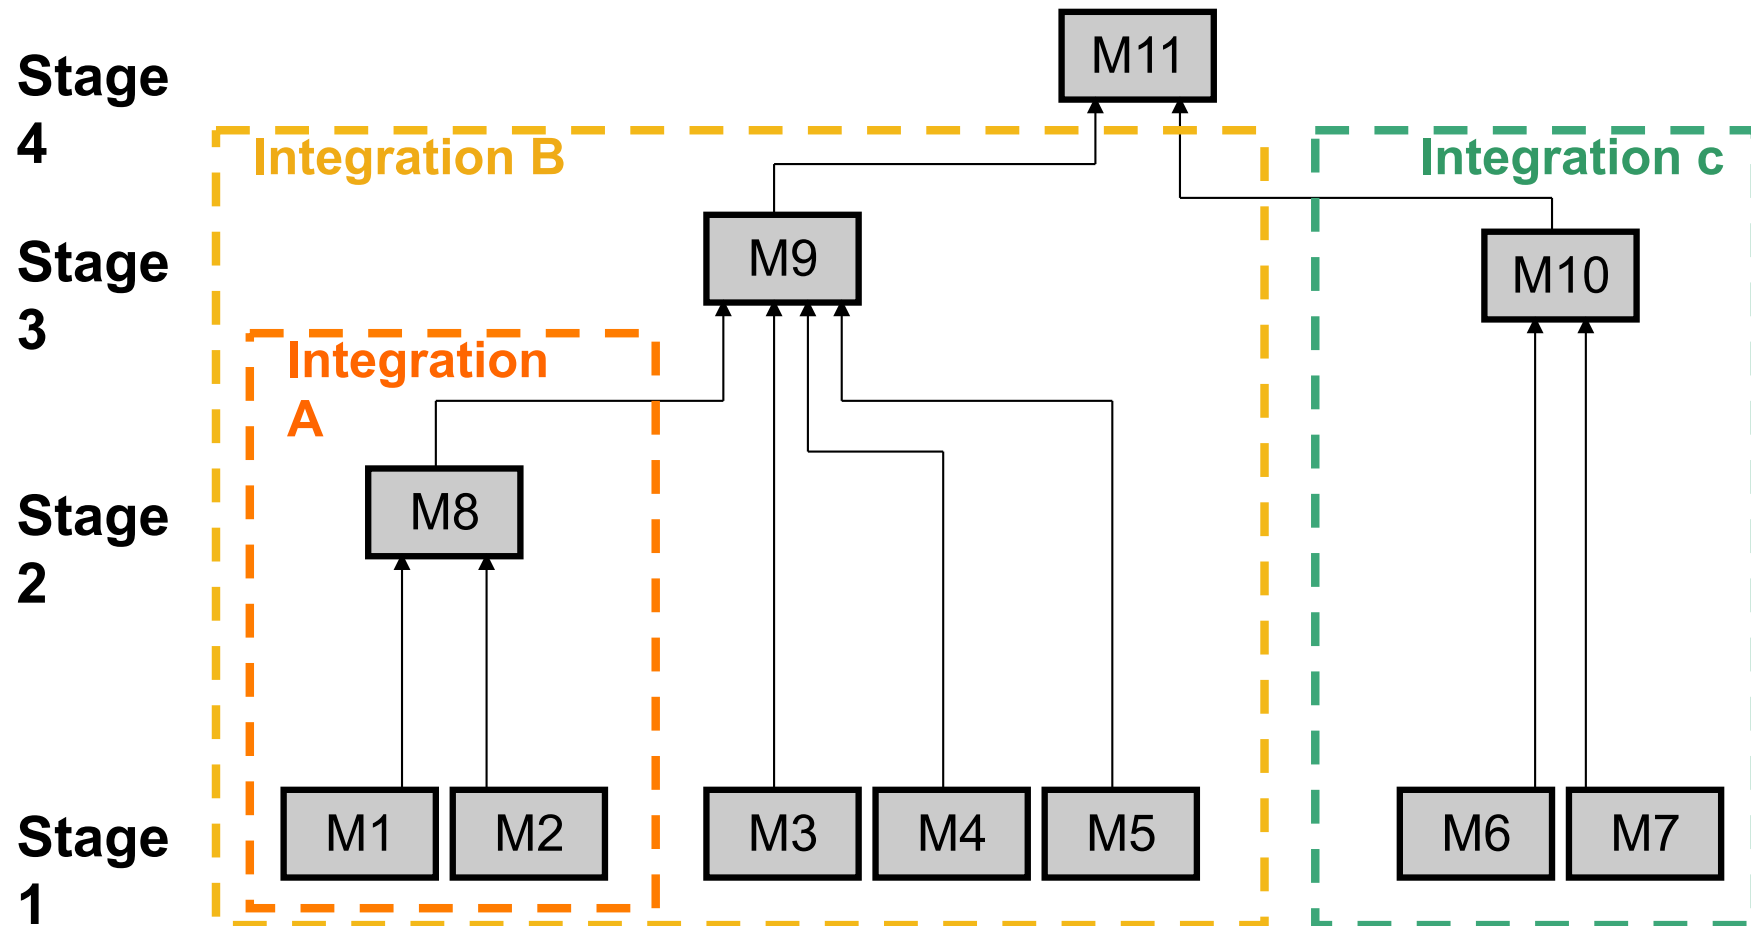 M11
Stage
4
Integration B
Integration c
Stage
3
M9
M10
Integration
A
Stage
2
M8
Stage
1
M1
M2
M3
M4
M5
M6
M7